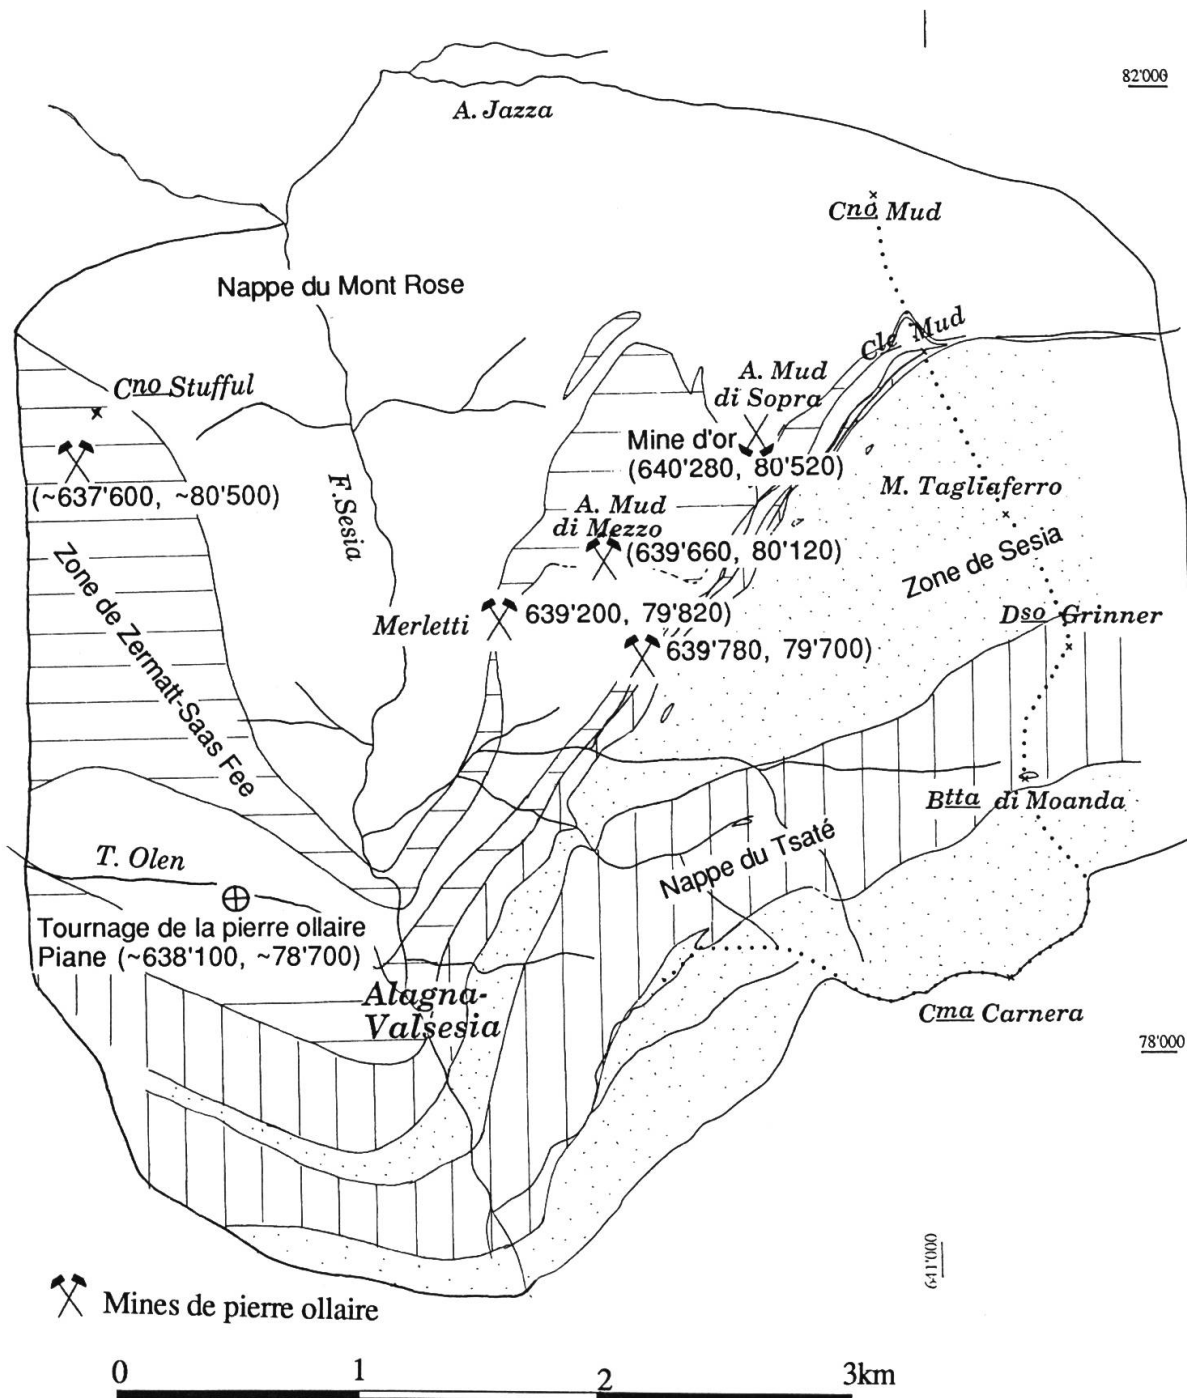 82'000
A. Jazza
Cno Mud
Nappe du Mont Rose
Cle Mud
Cno Stufful
A. Mud
di Sopra
Mine d'or
(640'280, 80'520)
(~637'600, ~80'500)
M. Tagliaferro
F. Sesia
A. Mud
di Mezzo
(639'660, 80'120)
Zone de Sesia
Zone de Zermatt-Saas Fee
Merletti
639'200, 79'820)
Dso Grinner
639'780, 79'700)
Btta di Moanda
T. Olen
Nappe du Tsaté
Tournage de la pierre ollaire
Piane (~638'100, ~78'700)
Alagna-
Valsesia
Cma Carnera
78'000
641'000
Mines de pierre ollaire
0 1 2 3km